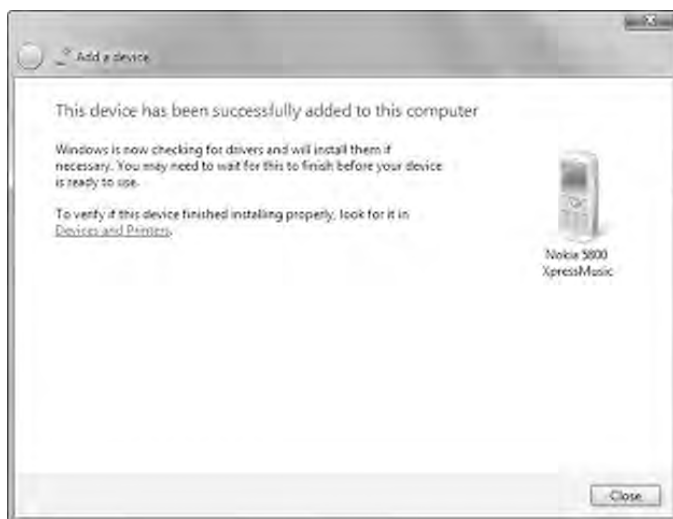 Add a device
This device has been successfully added to this computer
Windows is now checking for drivers and will install them if
necessary. You may need to wait for this to finish before your device
is ready to use.
To verify if this device finished installing properly, look for it in
Devices and Printers.
Nokia 5800
XpressMusic
Close